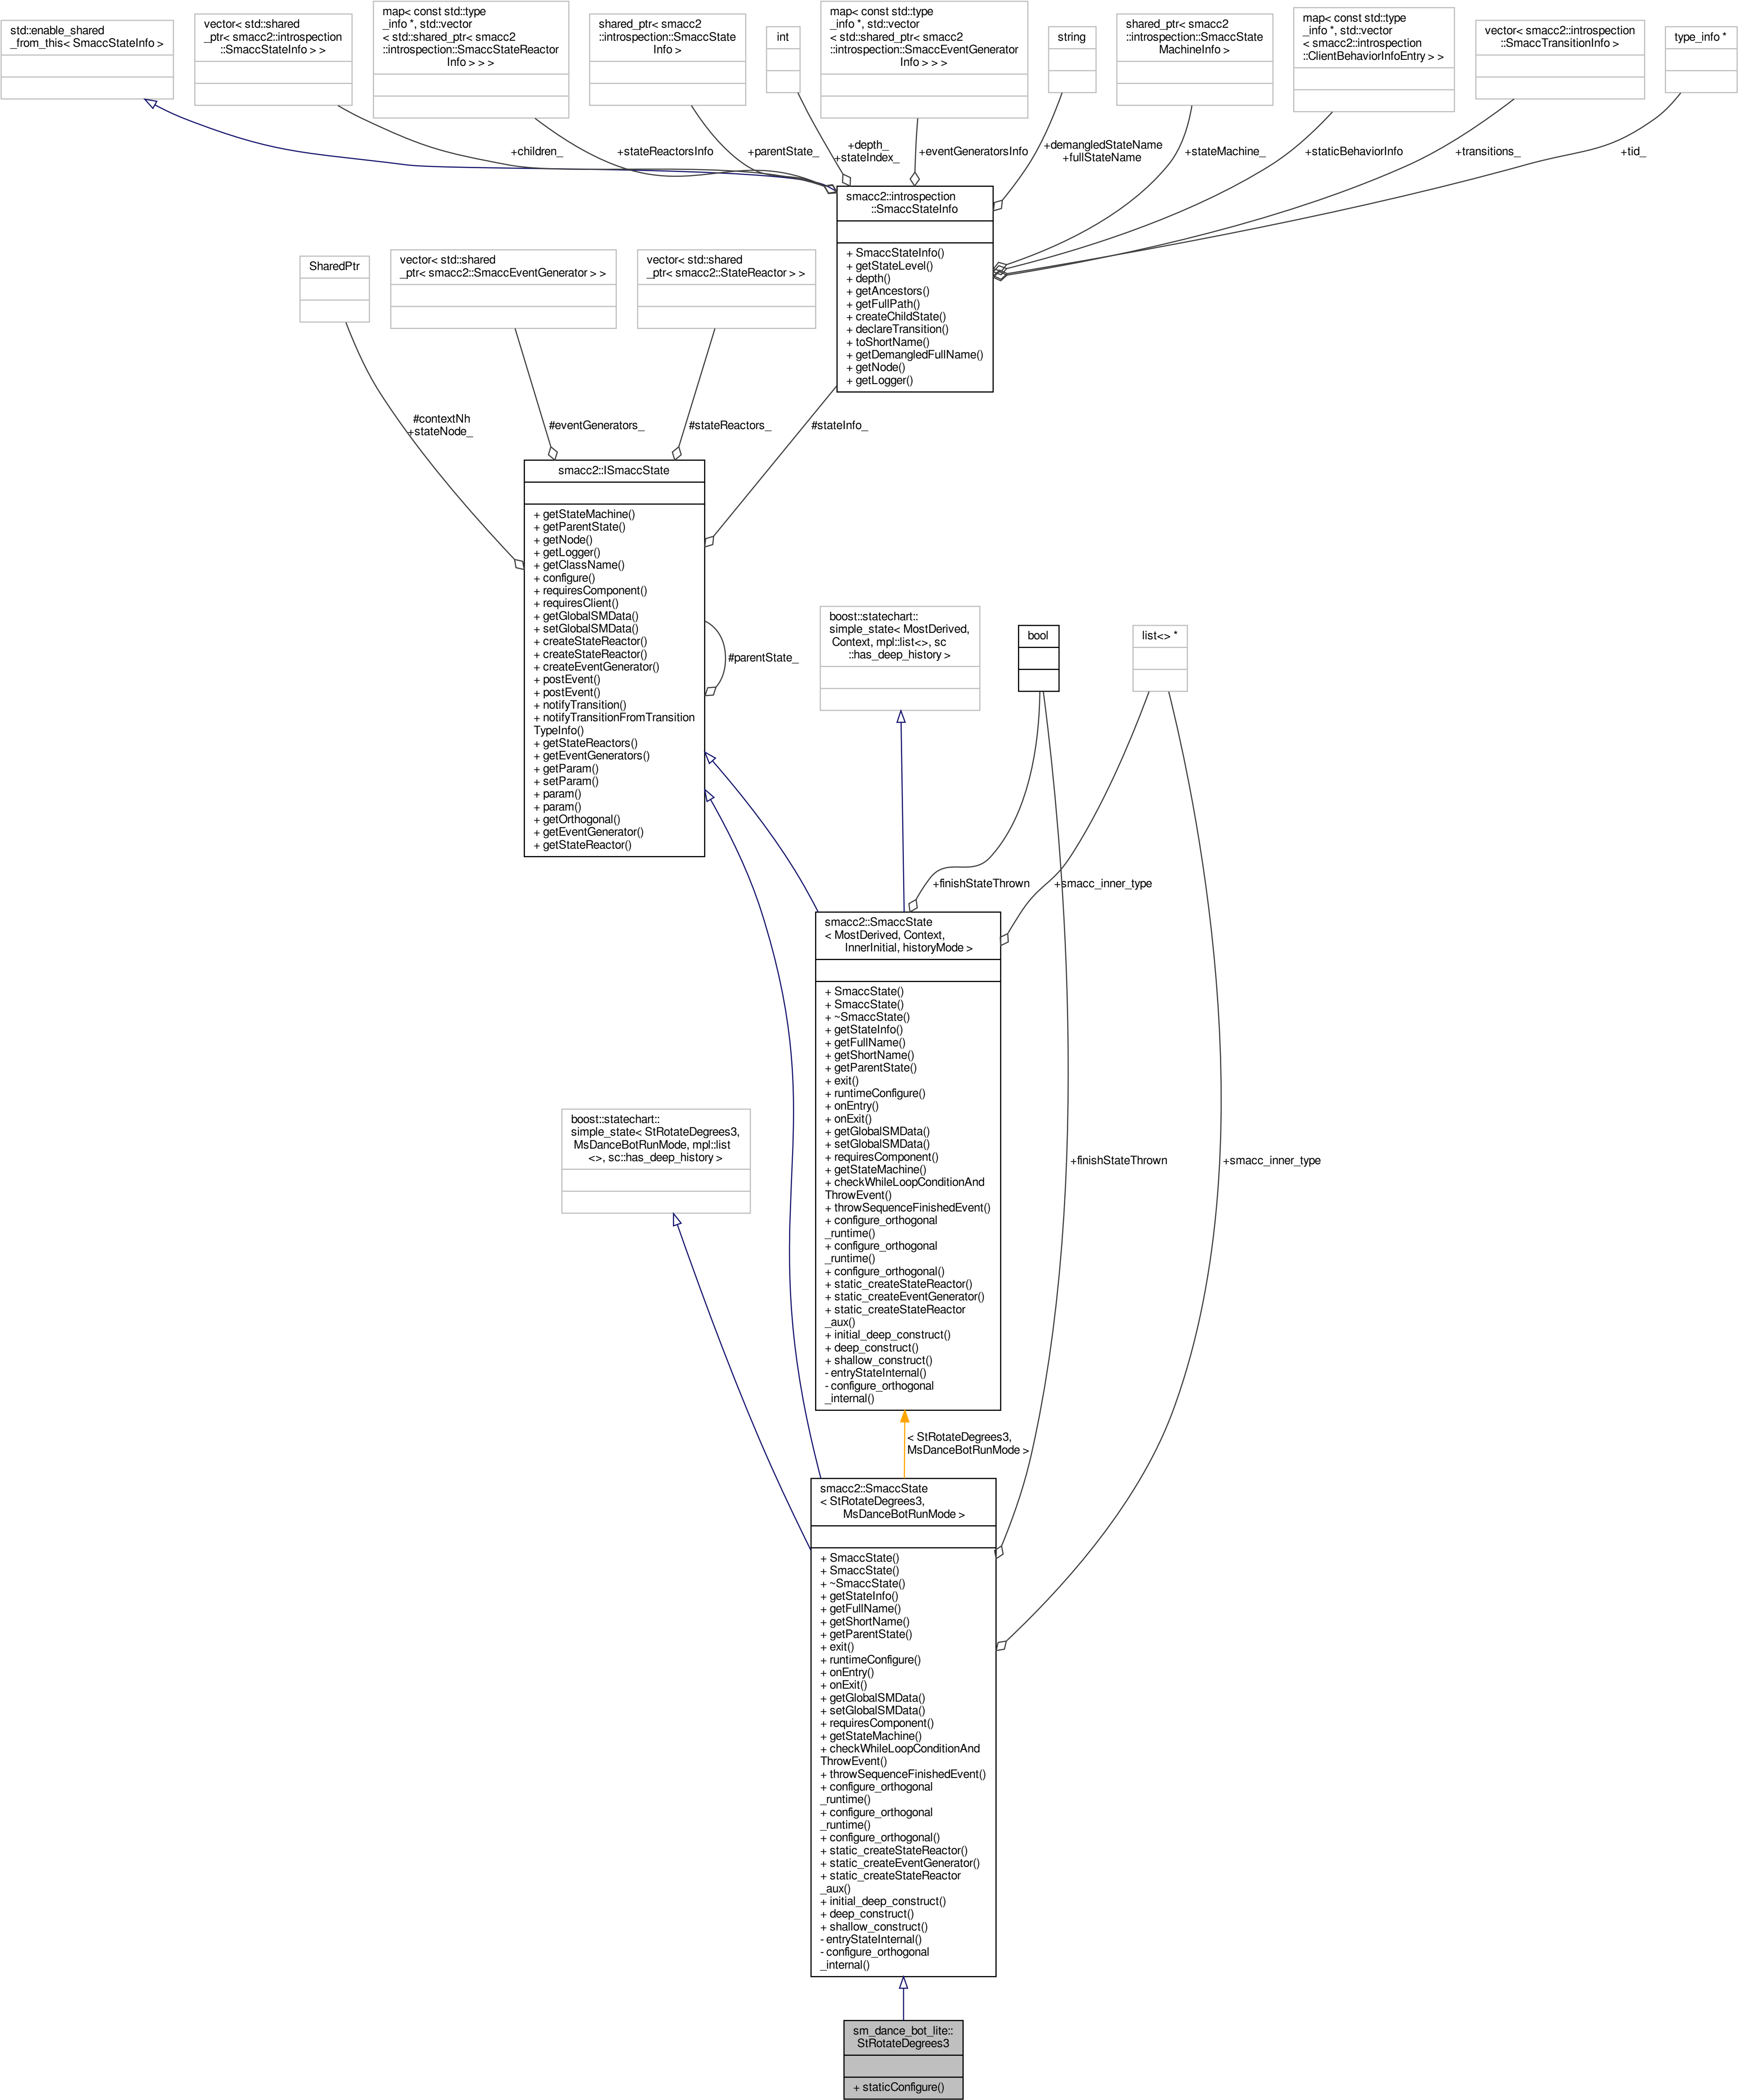 std::enable_shared
_from_this< SmaccStateInfo >
vector< std::shared
_ptr< smacc2::introspection
::SmaccStateInfo > >
map< const std::type
_info *, std::vector
< std::shared_ptr< smacc2
::introspection::SmaccStateReactor
Info > > >
shared_ptr< smacc2
::introspection::SmaccState
Info >
int
map< const std::type
_info *, std::vector
< std::shared_ptr< smacc2
::introspection::SmaccEventGenerator
Info > > >
string
shared_ptr< smacc2
::introspection::SmaccState
MachineInfo >
map< const std::type
_info *, std::vector
< smacc2::introspection
::ClientBehaviorInfoEntry > >
vector< smacc2::introspection
::SmaccTransitionInfo >
type_info *
+children_
+stateReactorsInfo
+parentState_
+depth_
+stateIndex_
+eventGeneratorsInfo
+demangledStateName
+fullStateName
+stateMachine_
+staticBehaviorInfo
+transitions_
+tid_
smacc2::introspection
::SmaccStateInfo
+ SmaccStateInfo()
+ getStateLevel()
+ depth()
+ getAncestors()
+ getFullPath()
+ createChildState()
+ declareTransition()
+ toShortName()
+ getDemangledFullName()
+ getNode()
+ getLogger()
SharedPtr
vector< std::shared
_ptr< smacc2::SmaccEventGenerator > >
vector< std::shared
_ptr< smacc2::StateReactor > >
#contextNh
+stateNode_
#eventGenerators_
#stateReactors_
#stateInfo_
smacc2::ISmaccState
+ getStateMachine()
+ getParentState()
+ getNode()
+ getLogger()
+ getClassName()
+ configure()
+ requiresComponent()
+ requiresClient()
+ getGlobalSMData()
+ setGlobalSMData()
+ createStateReactor()
+ createStateReactor()
+ createEventGenerator()
+ postEvent()
+ postEvent()
+ notifyTransition()
+ notifyTransitionFromTransition
TypeInfo()
+ getStateReactors()
+ getEventGenerators()
+ getParam()
+ setParam()
+ param()
+ param()
+ getOrthogonal()
+ getEventGenerator()
+ getStateReactor()
#parentState_
boost::statechart::
simple_state< MostDerived,
Context, mpl::list<>, sc
::has_deep_history >
bool
list<> *
+finishStateThrown
+smacc_inner_type
smacc2::SmaccState
< MostDerived, Context,
InnerInitial, historyMode >
+ SmaccState()
+ SmaccState()
+ ~SmaccState()
+ getStateInfo()
+ getFullName()
+ getShortName()
+ getParentState()
+ exit()
+ runtimeConfigure()
+ onEntry()
+ onExit()
+ getGlobalSMData()
+ setGlobalSMData()
+ requiresComponent()
+ getStateMachine()
+ checkWhileLoopConditionAnd
ThrowEvent()
+ throwSequenceFinishedEvent()
+ configure_orthogonal
_runtime()
+ configure_orthogonal
_runtime()
+ configure_orthogonal()
+ static_createStateReactor()
+ static_createEventGenerator()
+ static_createStateReactor
_aux()
+ initial_deep_construct()
+ deep_construct()
+ shallow_construct()
- entryStateInternal()
- configure_orthogonal
_internal()
boost::statechart::
simple_state< StRotateDegrees3,
MsDanceBotRunMode, mpl::list
<>, sc::has_deep_history >
+finishStateThrown
+smacc_inner_type
< StRotateDegrees3,
MsDanceBotRunMode >
smacc2::SmaccState
< StRotateDegrees3,
MsDanceBotRunMode >
+ SmaccState()
+ SmaccState()
+ ~SmaccState()
+ getStateInfo()
+ getFullName()
+ getShortName()
+ getParentState()
+ exit()
+ runtimeConfigure()
+ onEntry()
+ onExit()
+ getGlobalSMData()
+ setGlobalSMData()
+ requiresComponent()
+ getStateMachine()
+ checkWhileLoopConditionAnd
ThrowEvent()
+ throwSequenceFinishedEvent()
+ configure_orthogonal
_runtime()
+ configure_orthogonal
_runtime()
+ configure_orthogonal()
+ static_createStateReactor()
+ static_createEventGenerator()
+ static_createStateReactor
_aux()
+ initial_deep_construct()
+ deep_construct()
+ shallow_construct()
- entryStateInternal()
- configure_orthogonal
_internal()
sm_dance_bot_lite::
StRotateDegrees3
+ staticConfigure()